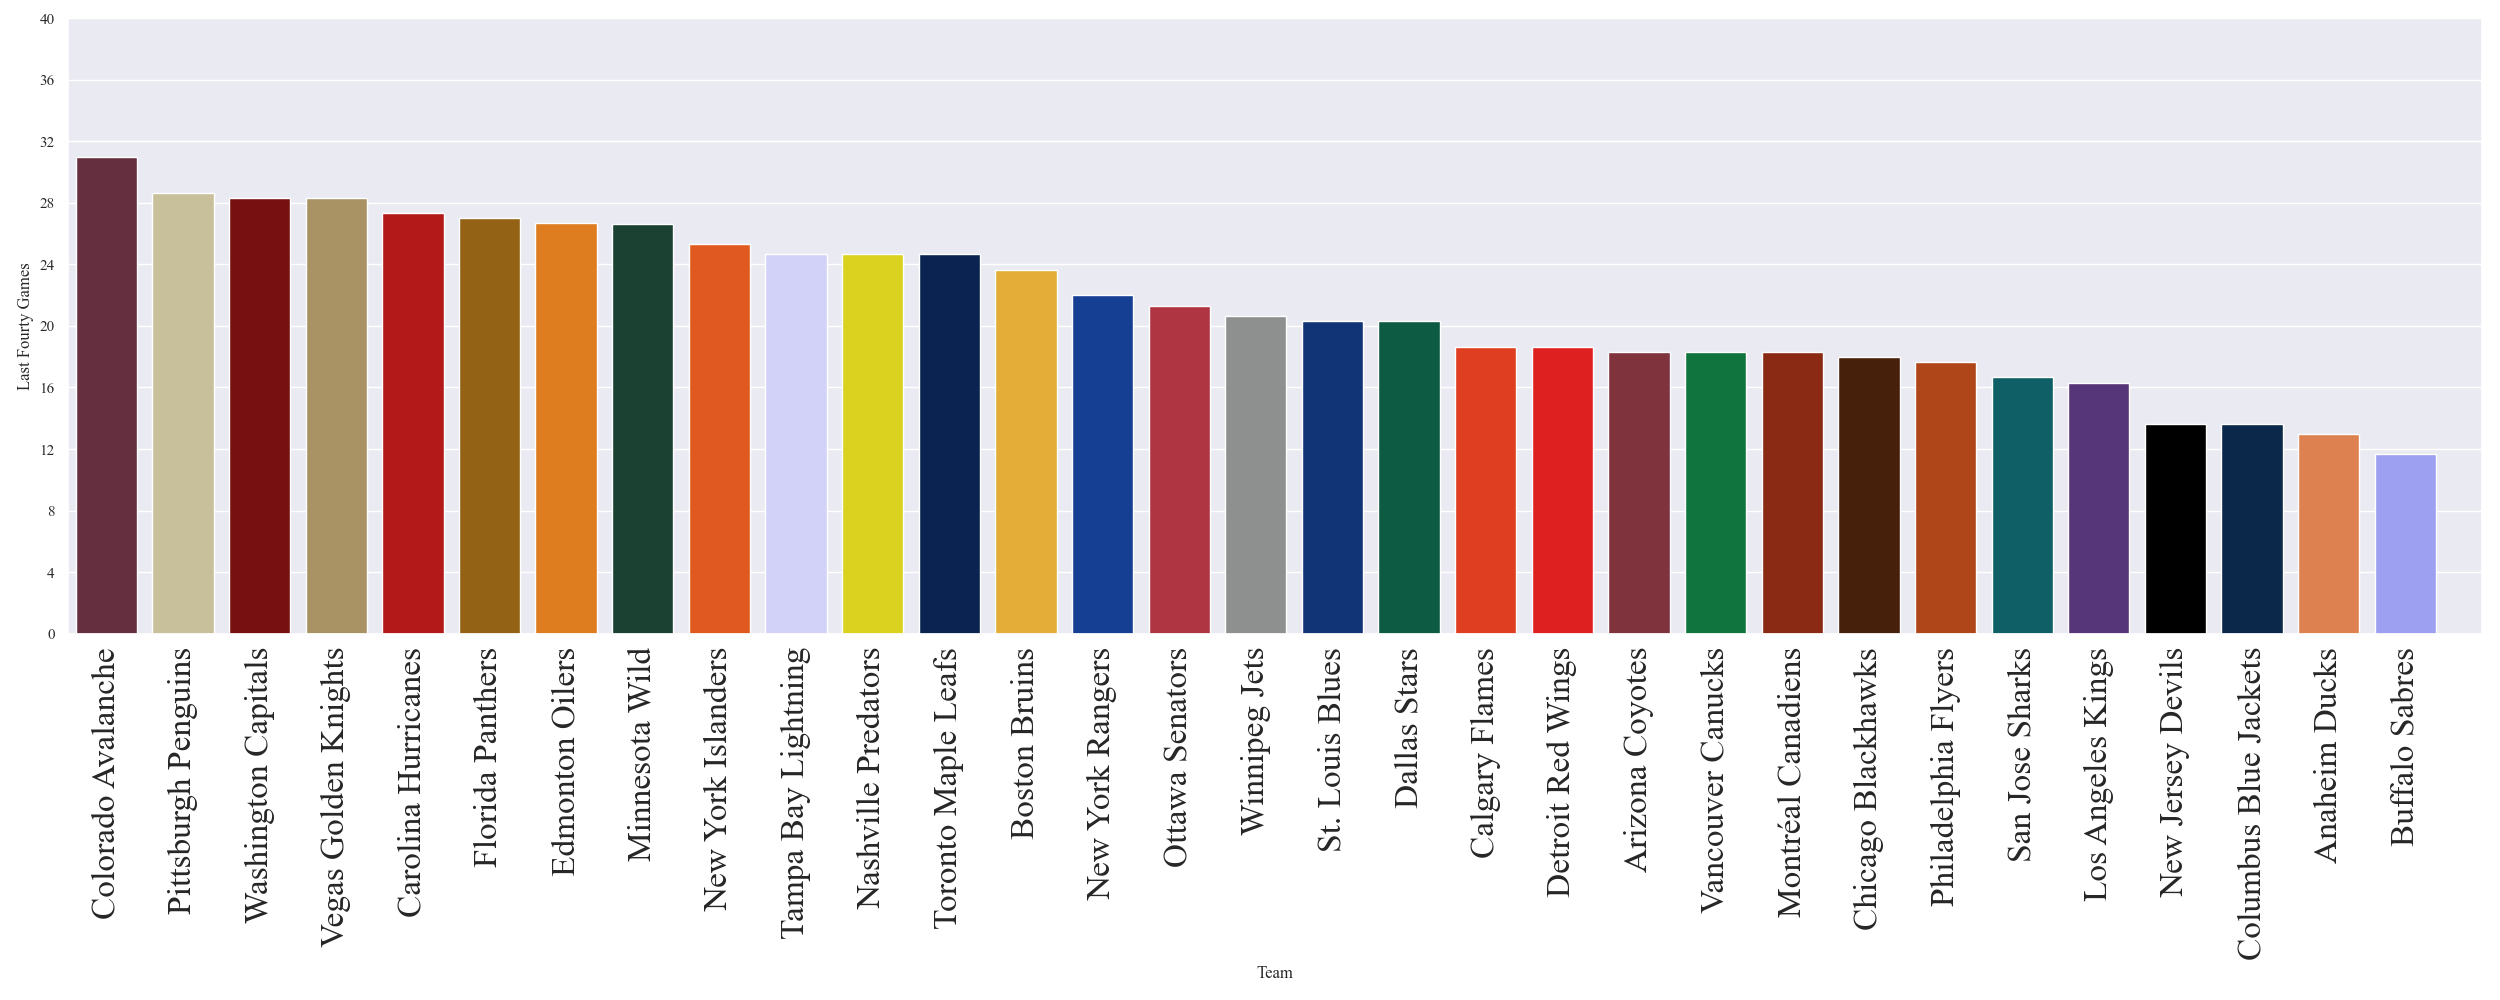 40
36
32
28
24
20
16
12
8
4
0
Last Fourty Games
Colorado Avalanche
Pittsburgh Penguins
Washington Capitals
Vegas Golden Knights
Carolina Hurricanes
Florida Panthers
Edmonton Oilers
Minnesota Wild
New York Islanders
Tampa Bay Lightning
Nashville Predators
Toronto Maple Leafs
Boston Bruins
New York Rangers
Ottawa Senators
Winnipeg Jets
St. Louis Blues
Dallas Stars
Calgary Flames
Detroit Red Wings
Arizona Coyotes
Vancouver Canucks
Montréal Canadiens
Chicago Blackhawks
Philadelphia Flyers
San Jose Sharks
Los Angeles Kings
New Jersey Devils
Columbus Blue Jackets
Anaheim Ducks
Buffalo Sabres
Team